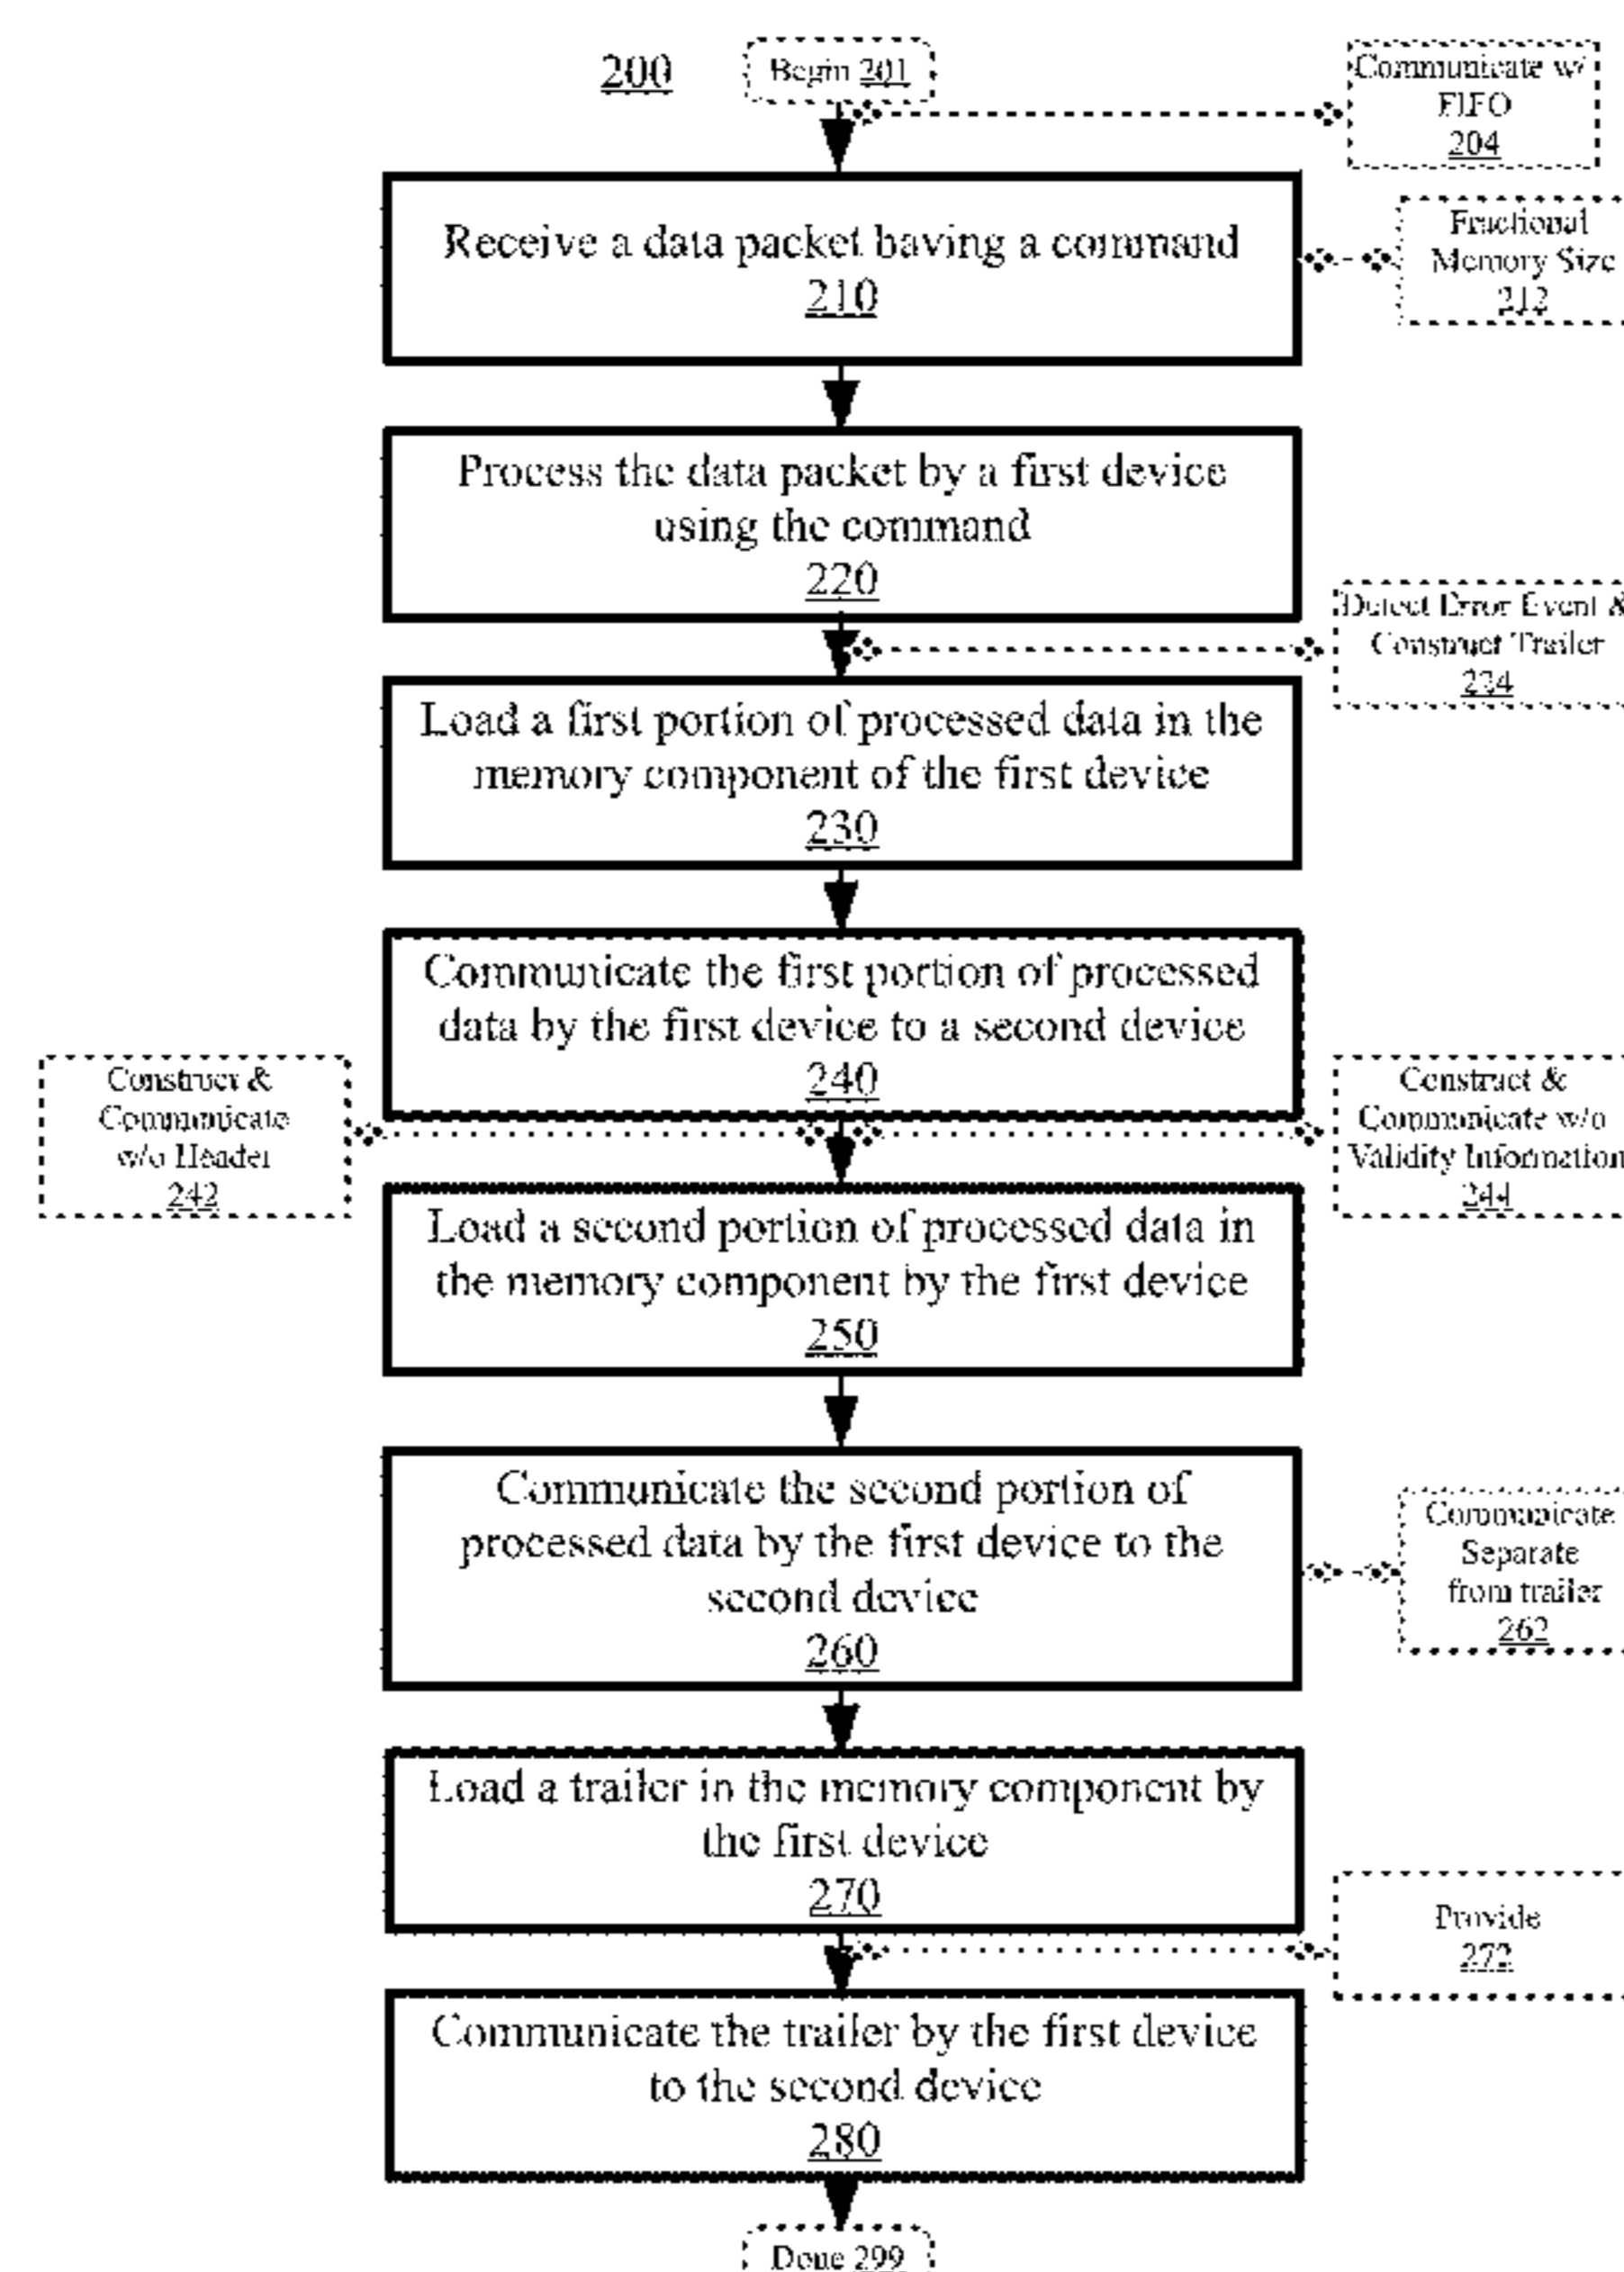 200
Begin 201
Communicate w/
FIFO
204
Receive a data packet having a command
210
Fractional
Memory Size
212
Process the data packet by a first device
using the command
220
Detect Error Event &
Construct Trailer
224
Load a first portion of processed data in the
memory component of the first device
230
Communicate the first portion of processed
data by the first device to a second device
240
Construct &
Communicate
w/o Header
242
Construct &
Communicate w/o
Validity Information
244
Load a second portion of processed data in
the memory component by the first device
250
Communicate the second portion of
processed data by the first device to the
second device
260
Communicate
Separate
from trailer
262
Load a trailer in the memory component by
the first device
270
Provide
272
Communicate the trailer by the first device
to the second device
280
Done 299